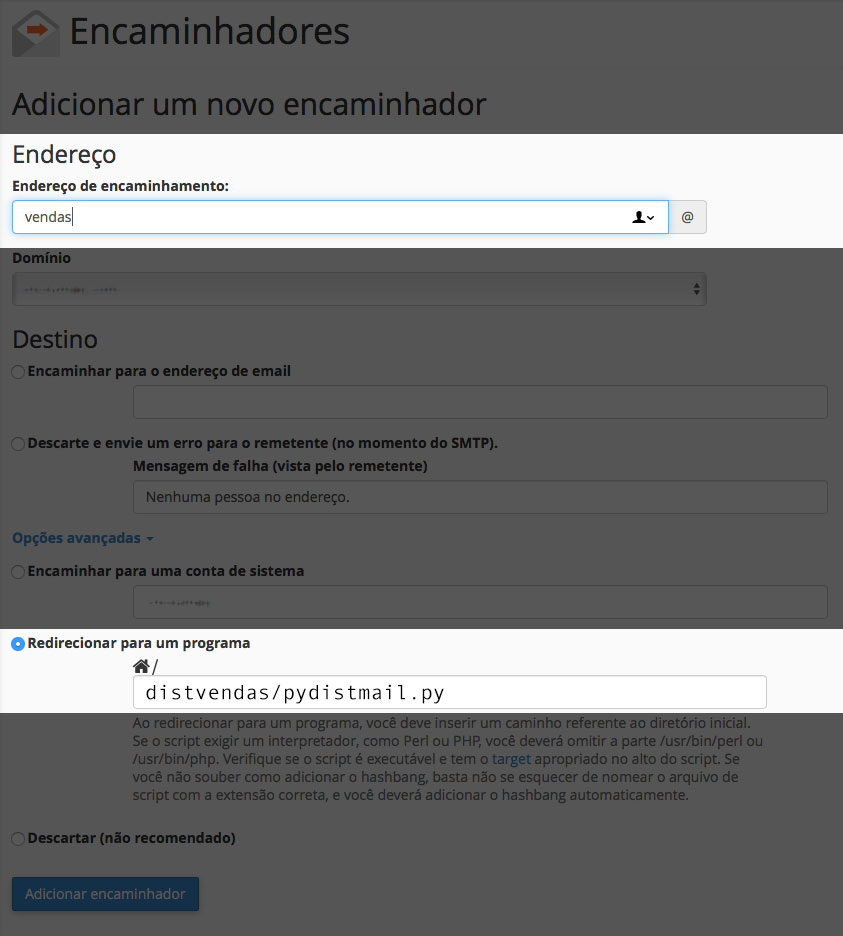 Encaminhadores
Adicionar um novo encaminhador
Endereço
Endereço de encaminhamento:
vendas
@
Domínio
Destino
Encaminhar para o endereço de email
Descarte e envie um erro para o remetente (no momento do SMTP).
Mensagem de falha (vista pelo remetente)
Nenhuma pessoa no endereço.
Opções avançadas
Encaminhar para uma conta de sistema
Redirecionar para um programa
/
distvendas/pydistmail.py
Ao redirecionar para um programa, você deve inserir um caminho referente ao diretório inicial.
Se o script exigir um interpretador, como Perl ou PHP, você deverá omitir a parte /usr/bin/perl ou
/usr/bin/php. Verifique se o script é executável e tem o target apropriado no alto do script. Se
você não souber como adicionar o hashbang, basta não se esquecer de nomear o arquivo de
script com a extensão correta, e você deverá adicionar o hashbang automaticamente.
Descartar (não recomendado)
Adicionar encaminhador